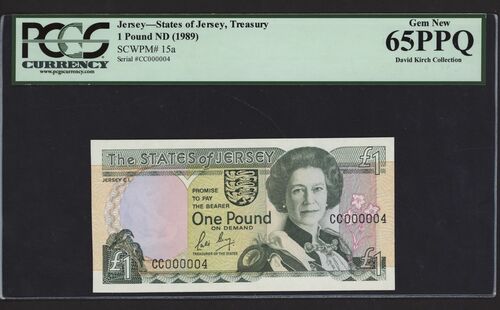 PCGS
CURRENCY
www.pcgscurrency.com
Jersey—States of Jersey, Treasury
1 Pound ND (1989)
SCWPM# 15a
Serial #CC000004
Gem New
65PPQ
David Kirch Collection
The STATES of JERSEY
£1
JERSEY C.I.
PROMISE
TO PAY
THE BEARER
One Pound
ON DEMAND
CC000004
TREASURER OF THE STATES
£1
CC000004
£1